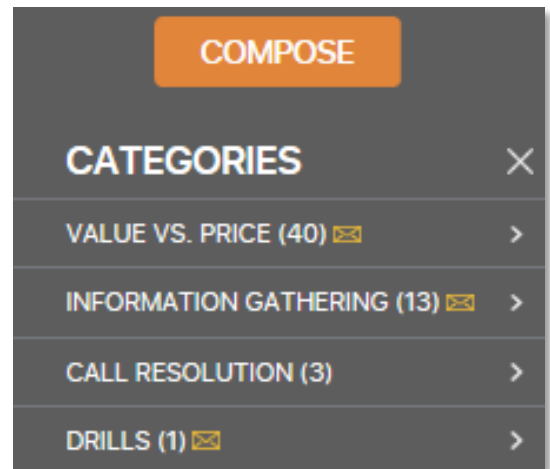 COMPOSE
CATEGORIES
VALUE VS. PRICE (40)
INFORMATION GATHERING (13)
CALL RESOLUTION (3)
DRILLS (1)